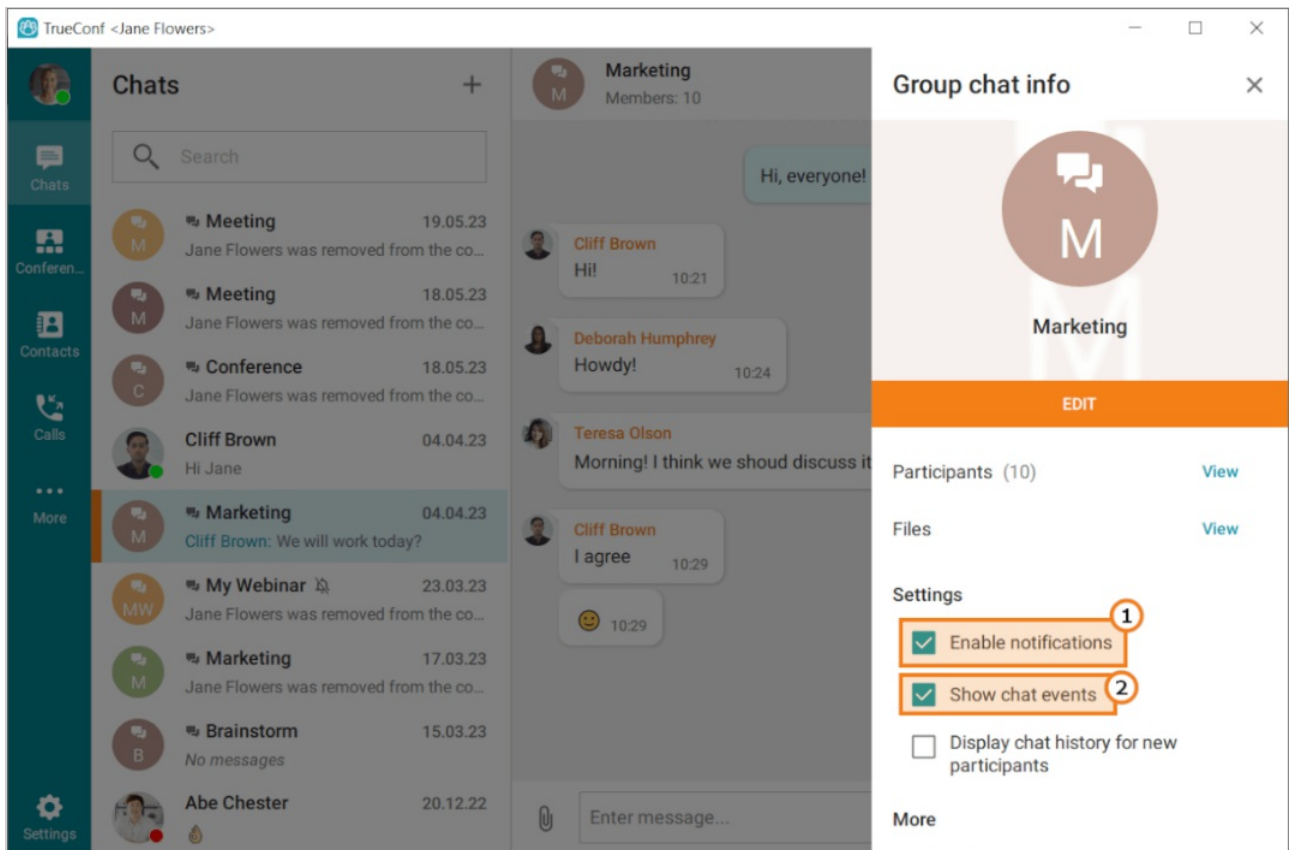 TrueConf <Jane Flowers>
Chats
Conferen...
Contacts
Calls
More
Settings
Chats
Search
Meeting 19.05.23
Jane Flowers was removed from the co...
Meeting 18.05.23
Jane Flowers was removed from the co...
Conference 18.05.23
Jane Flowers was removed from the co...
Cliff Brown 04.04.23
Hi Jane
Marketing 04.04.23
Cliff Brown: We will work today?
My Webinar 23.03.23
Jane Flowers was removed from the co...
Marketing 17.03.23
Jane Flowers was removed from the co...
Brainstorm 15.03.23
No messages
Abe Chester 20.12.22
M
M
C
M
MW
M
B
M
Marketing
Members: 10
Hi, everyone!
Cliff Brown
Hi! 10:21
Deborah Humphrey
Howdy! 10:24
Teresa Olson
Morning! I think we shoud discuss it
Cliff Brown
I agree 10:29
10:29
Enter message...
Group chat info
M
Marketing
EDIT
Participants (10) View
Files View
Settings
Enable notifications 1
Show chat events 2
Display chat history for new
participants
More